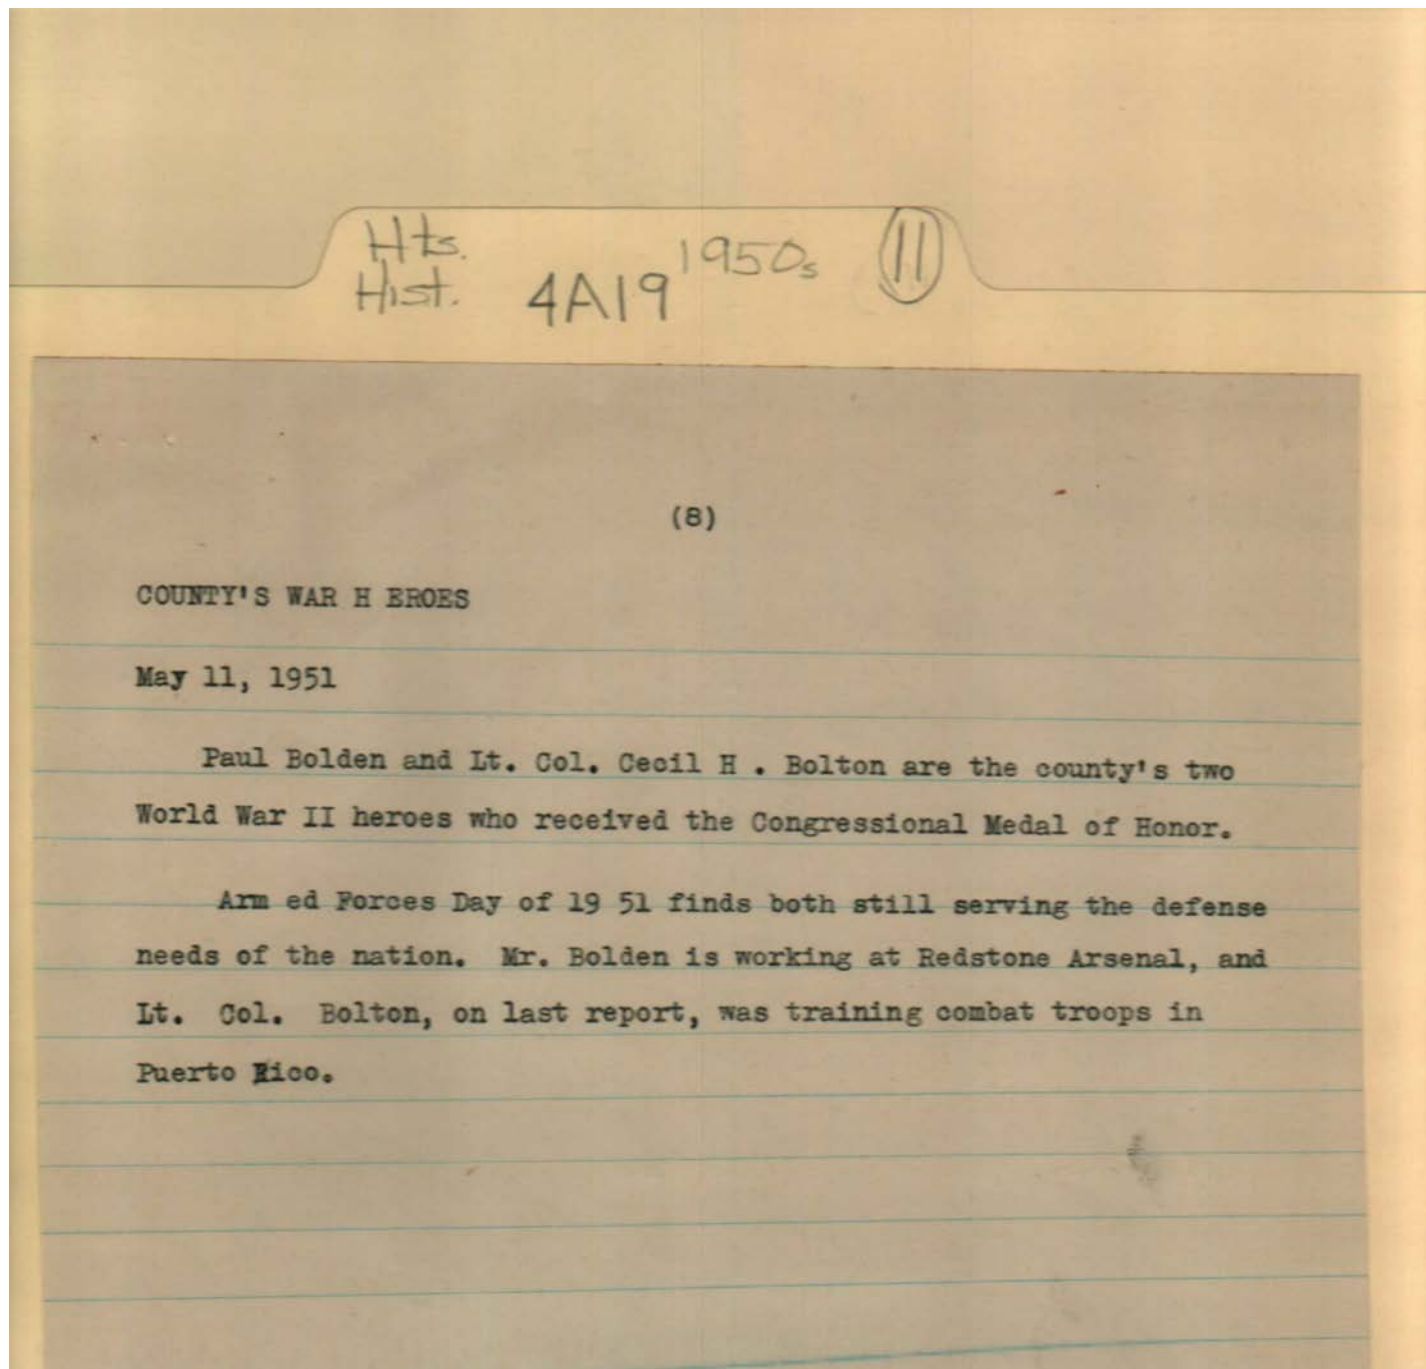 Hts.
Hist. 4A19 1950s 11
(8)
COUNTY'S WAR H EROES
May 11, 1951
Paul Bolden and Lt. Col. Cecil H . Bolton are the county's two
World War II heroes who received the Congressional Medal of Honor.
Arm ed Forces Day of 19 51 finds both still serving the defense
needs of the nation. Mr. Bolden is working at Redstone Arsenal, and
Lt. Col. Bolton, on last report, was training combat troops in
Puerto Rico.